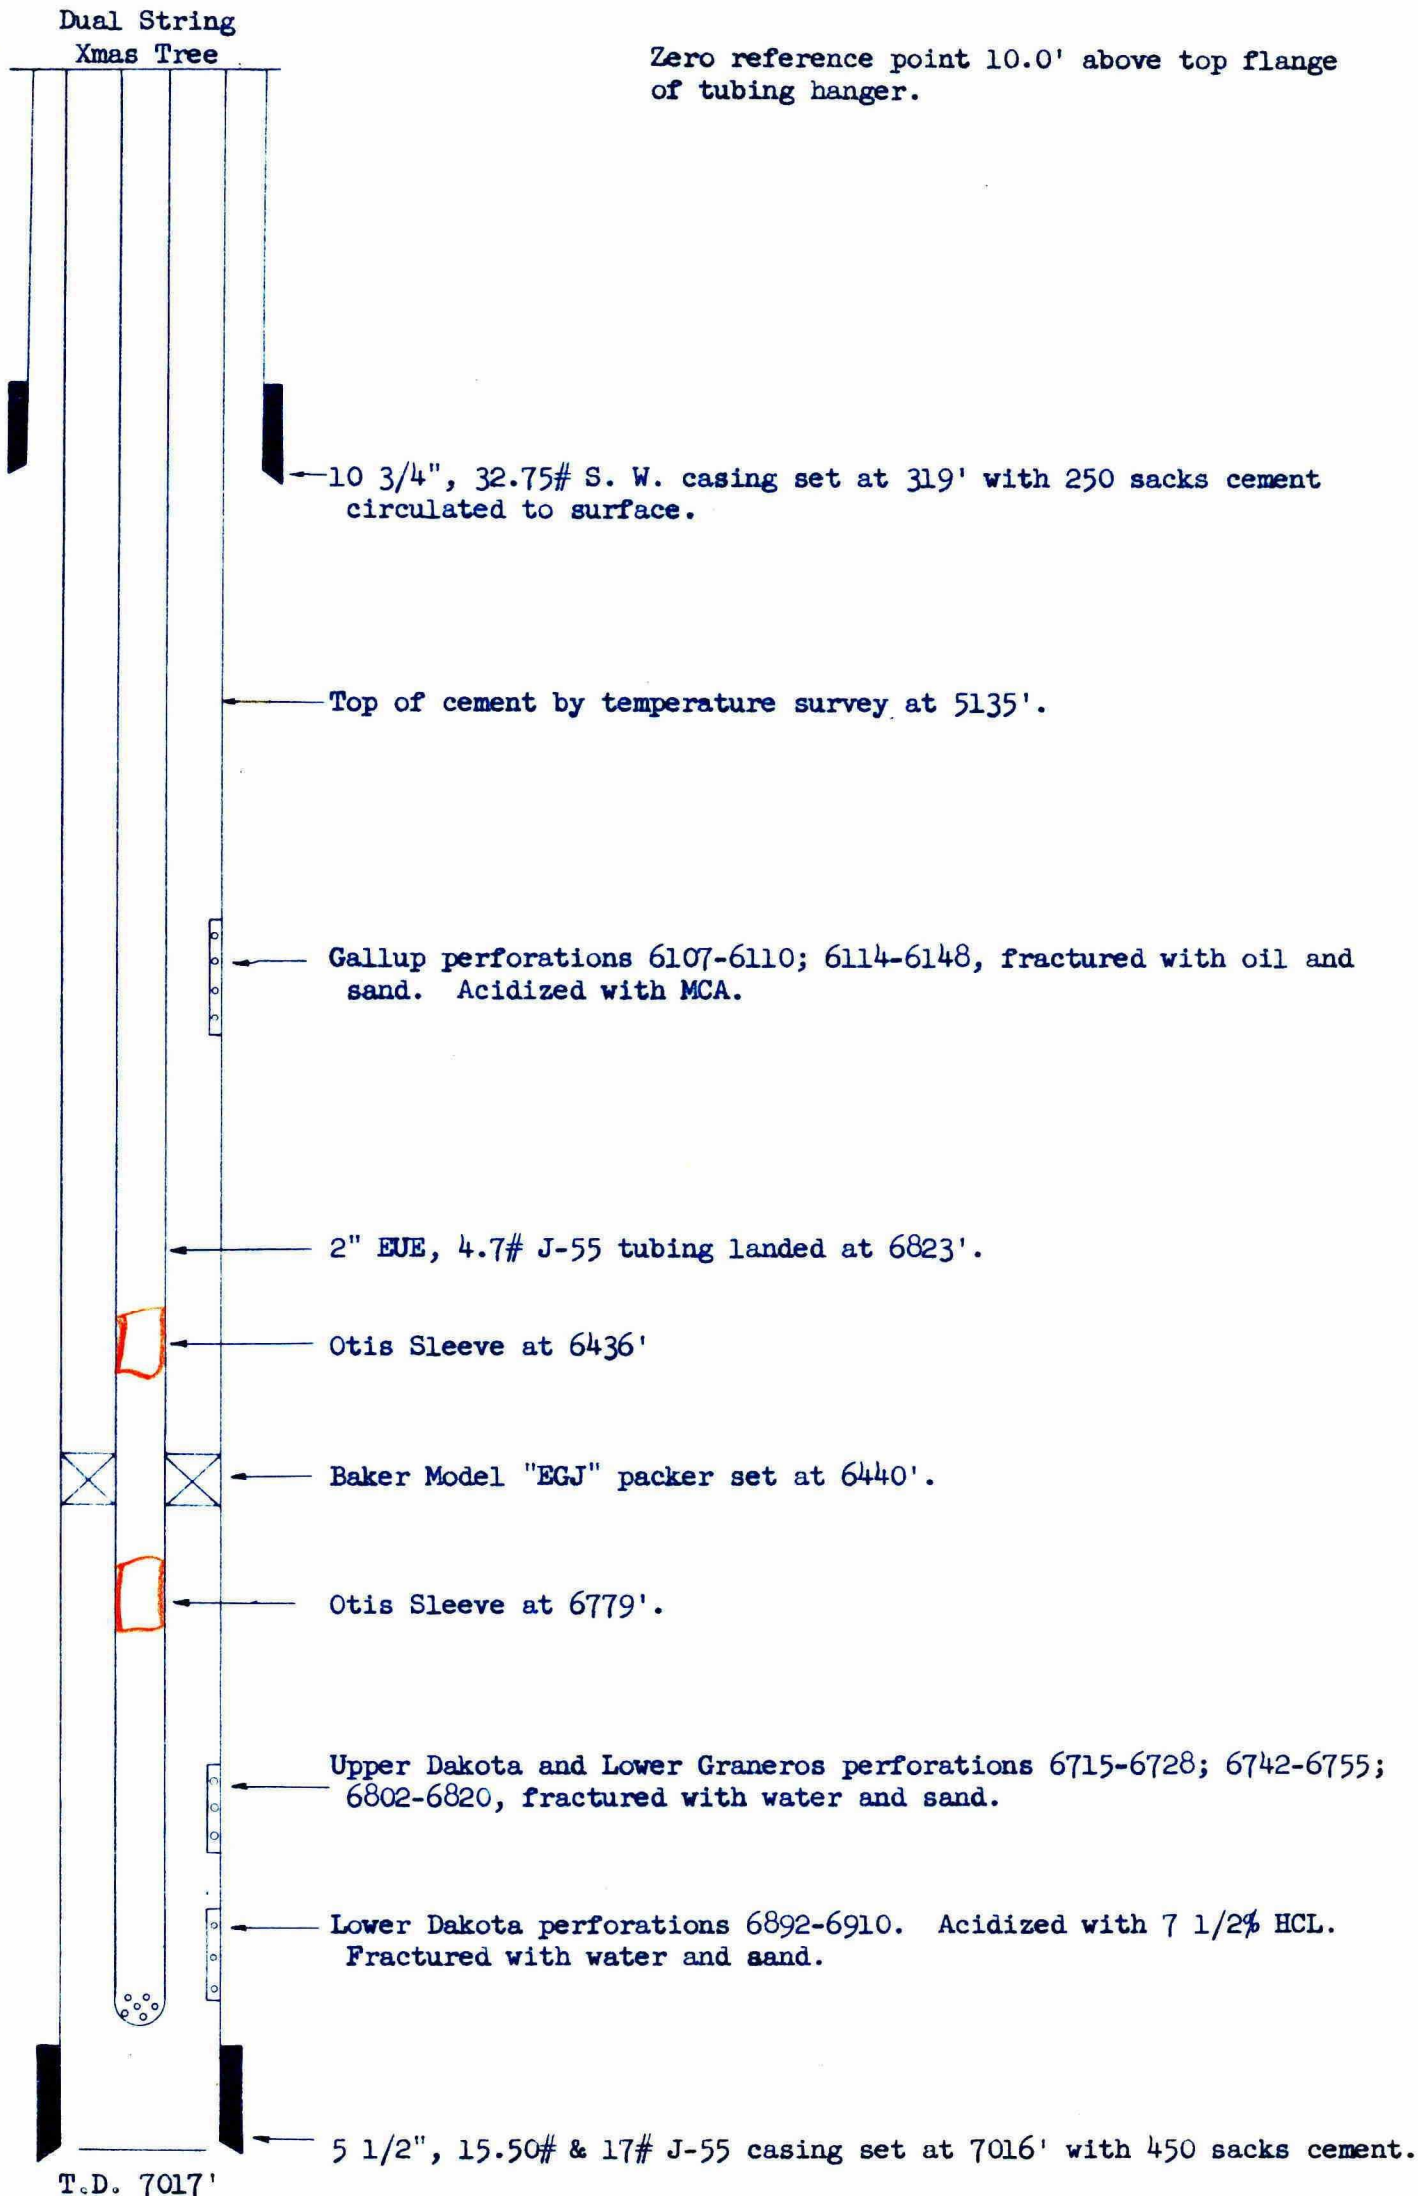 Dual String
Xmas Tree
Zero reference point 10.0' above top flange
of tubing hanger.
10 3/4", 32.75# S. W. casing set at 319' with 250 sacks cement
circulated to surface.
Top of cement by temperature survey at 5135'.
Gallup perforations 6107-6110; 6114-6148, fractured with oil and
sand. Acidized with MCA.
2" EUE, 4.7# J-55 tubing landed at 6823'.
Otis Sleeve at 6436'
Baker Model "EGJ" packer set at 6440'.
Otis Sleeve at 6779'.
Upper Dakota and Lower Graneros perforations 6715-6728; 6742-6755;
6802-6820, fractured with water and sand.
Lower Dakota perforations 6892-6910. Acidized with 7 1/2% HCL.
Fractured with water and sand.
5 1/2", 15.50# & 17# J-55 casing set at 7016' with 450 sacks cement.
T.D. 7017'